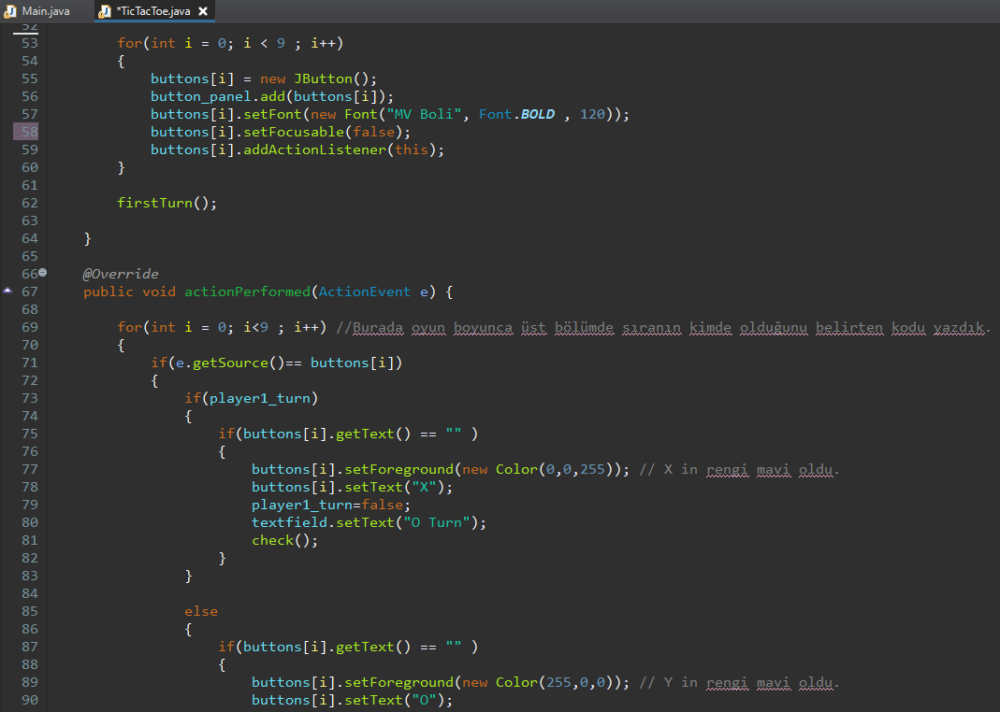 Main.java *TicTacToe.java
52
53 for(int i = 0; i < 9 ; i++)
54 {
55 buttons[i] = new JButton();
56 button_panel.add(buttons[i]);
57 buttons[i].setFont(new Font("MV Boli", Font.BOLD , 120));
58 buttons[i].setFocusable(false);
59 buttons[i].addActionListener(this);
60 }
61
62 firstTurn();
63
64 }
65
66 @Override
67 public void actionPerformed(ActionEvent e) {
68
69 for(int i = 0; i<9 ; i++) //Burada oyun boyunca üst bölümde sıranın kimde olduğunu belirten kodu yazdık.
70 {
71 if(e.getSource()== buttons[i])
72 {
73 if(player1_turn)
74 {
75 if(buttons[i].getText() == "" )
76 {
77 buttons[i].setForeground(new Color(0,0,255)); // X in rengi mavi oldu.
78 buttons[i].setText("X");
79 player1_turn=false;
80 textfield.setText("O Turn");
81 check();
82 }
83 }
84
85 else
86 {
87 if(buttons[i].getText() == "" )
88 {
89 buttons[i].setForeground(new Color(255,0,0)); // Y in rengi mavi oldu.
90 buttons[i].setText("O");